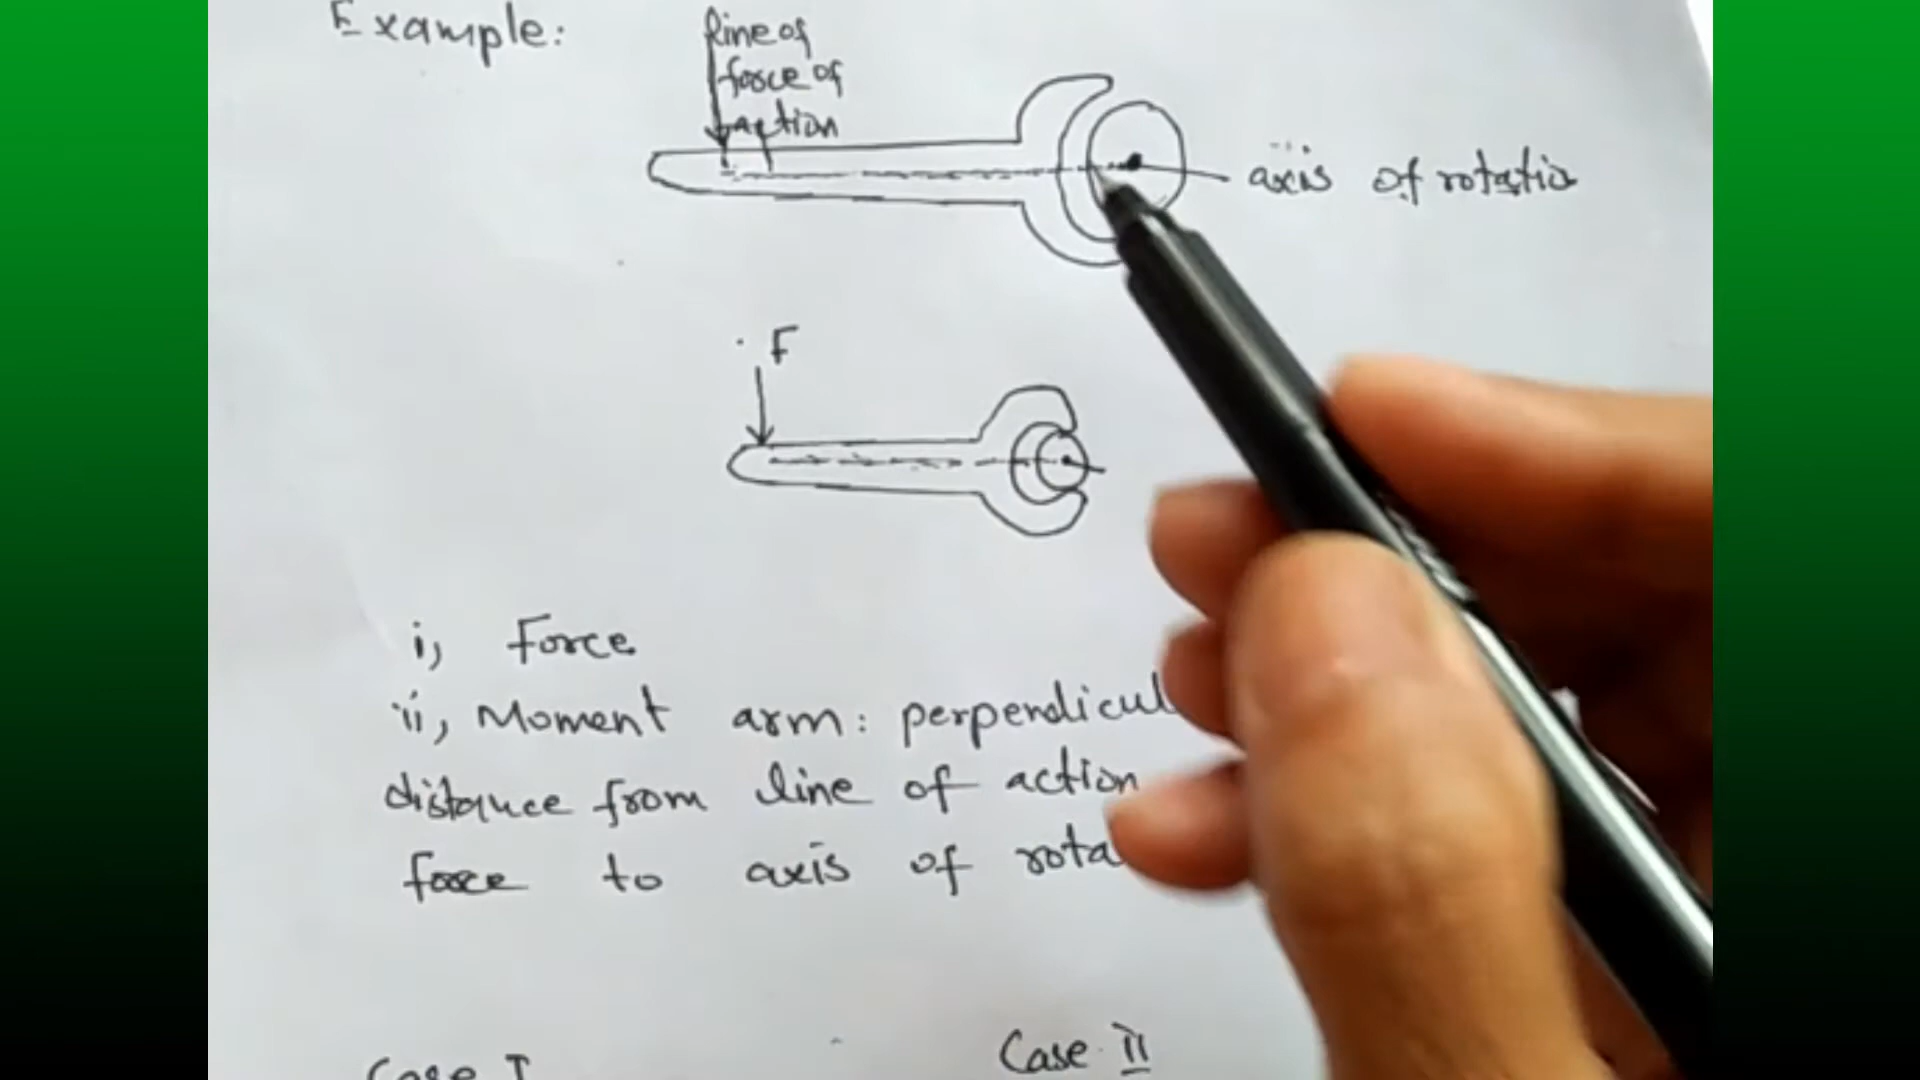 Example:
line of
force of
action
axis of rotatio
F
i, Force
ii, Moment arm: perpendicul
distance from line of action
force to axis of rota
Case I
Case II